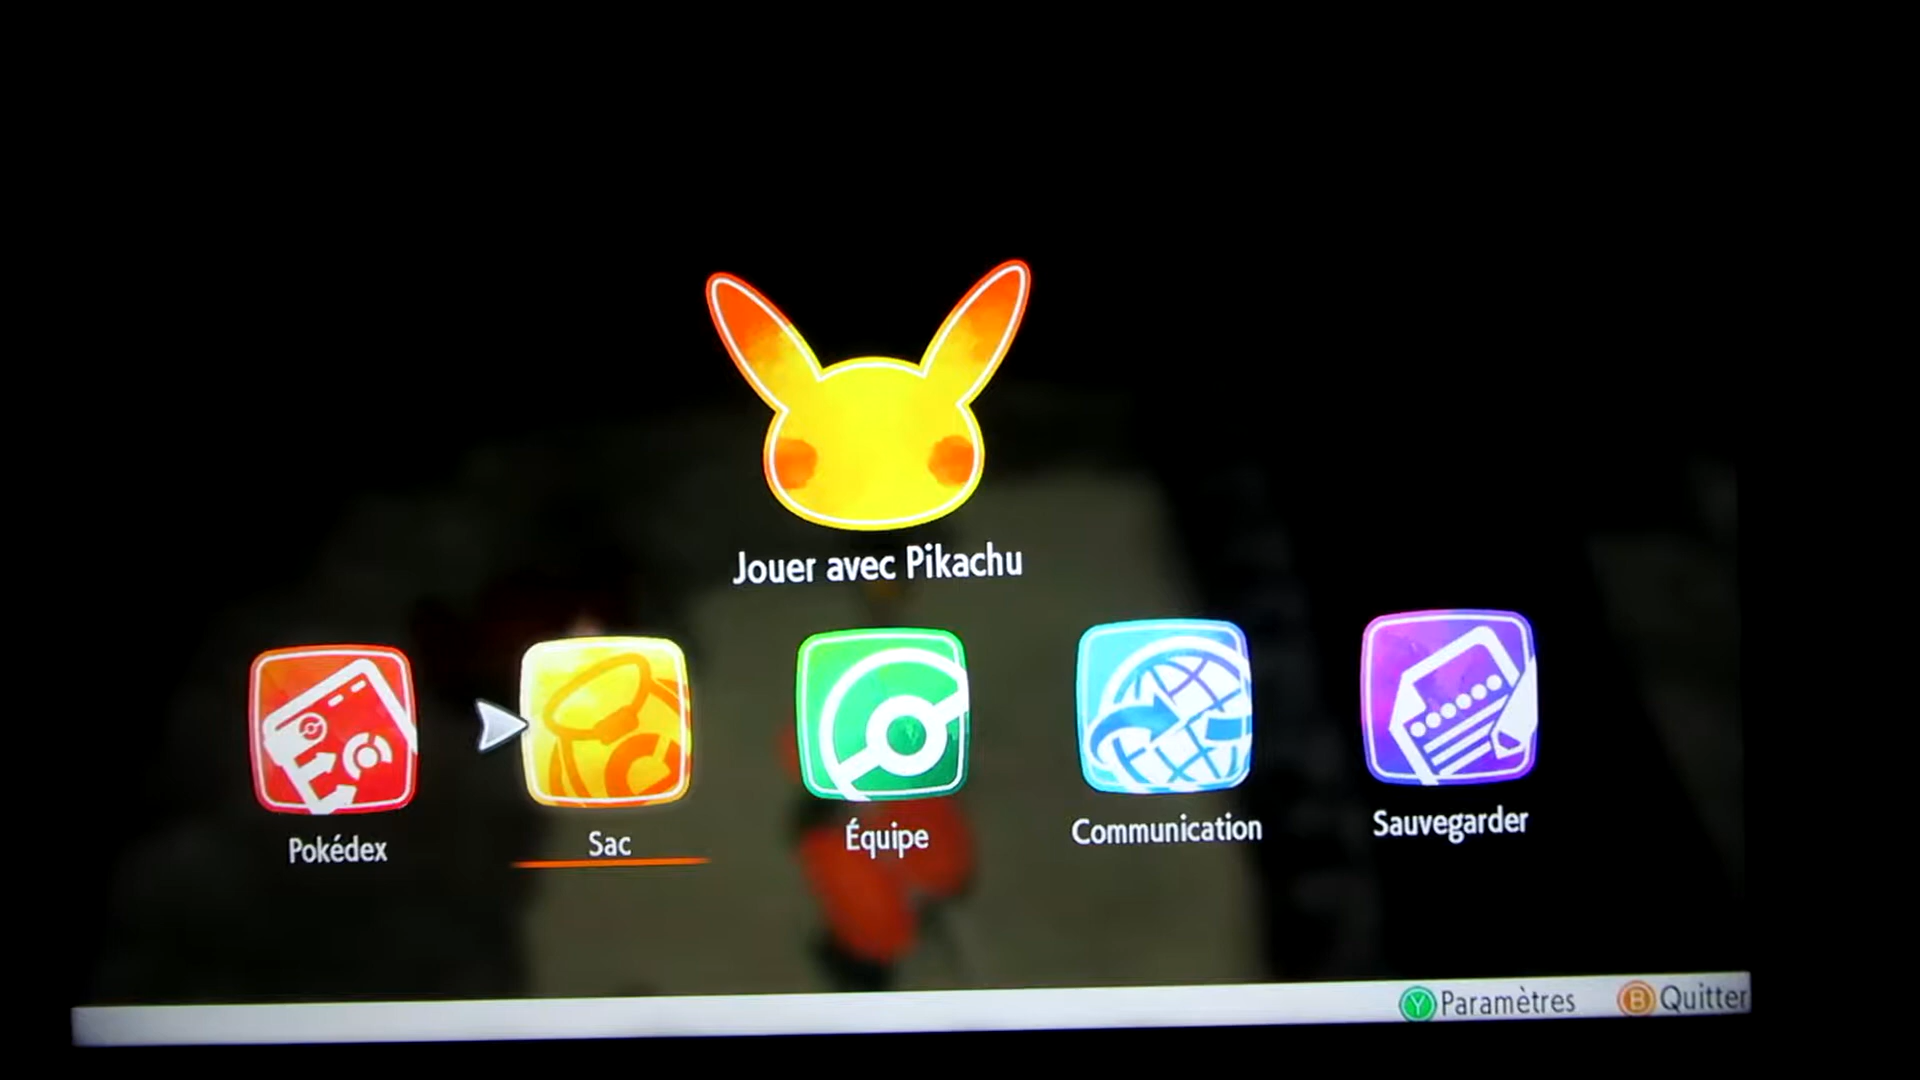 Jouer avec Pikachu
Pokédex
Sac
Équipe
Communication
Sauvegarder
Y Paramètres
B Quitter